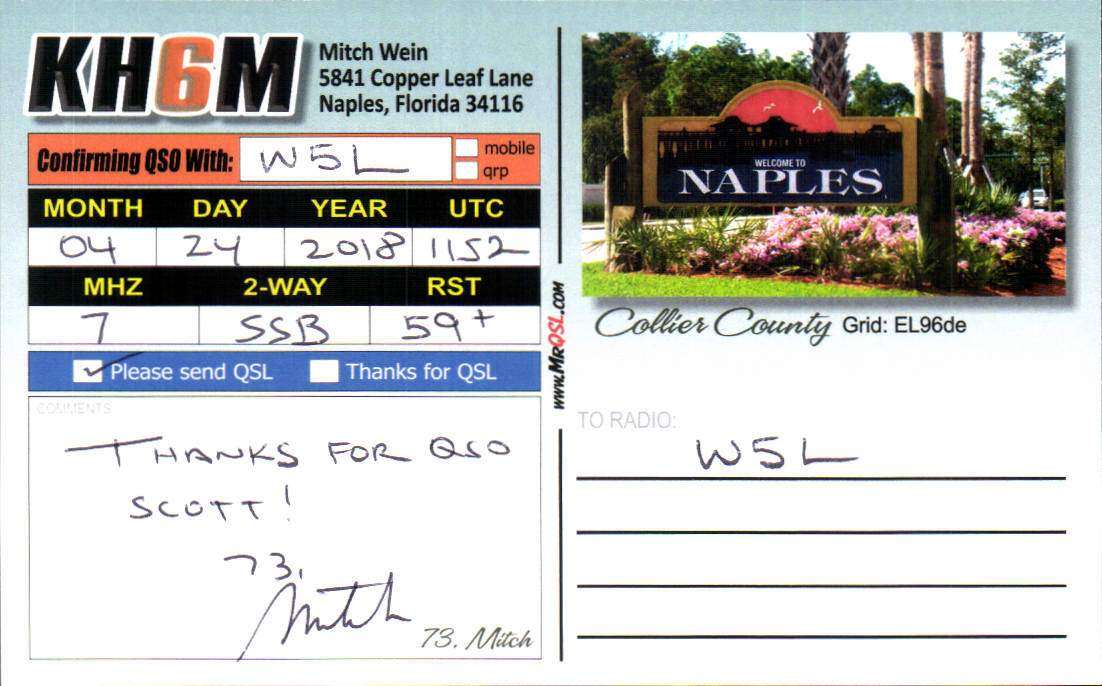 KH6M
Mitch Wein
5841 Copper Leaf Lane
Naples, Florida 34116
Confirming QSO With: W5L
mobile
qrp
MONTH DAY YEAR UTC
04 24 2018 1152
MHZ 2-WAY RST
7 SSB 59+
Please send QSL Thanks for QSL
COMMENTS
THANKS FOR QSO
SCOTT!
73,
Mitch
73. Mitch
www.MrQSL.com
WELCOME TO
NAPLES
Collier County Grid: EL96de
TO RADIO:
W5L